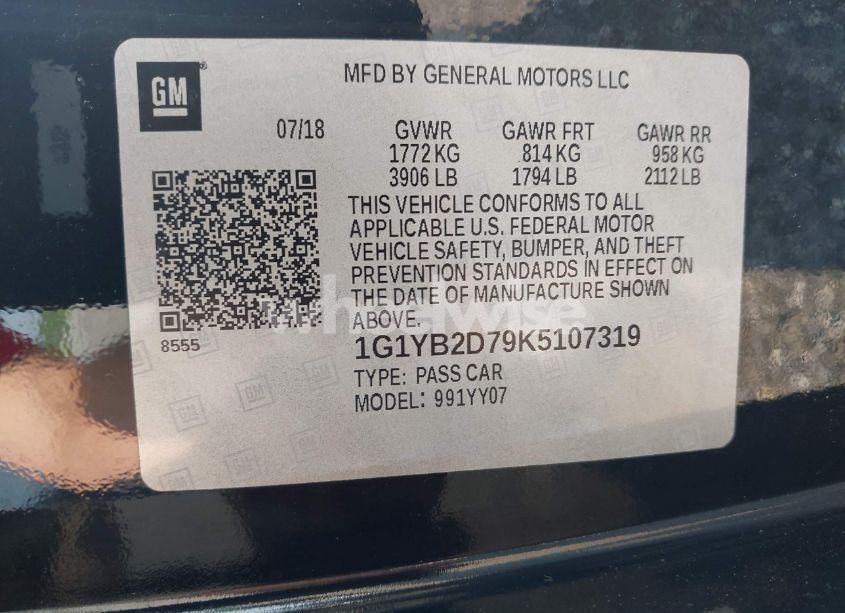 GM
MFD BY GENERAL MOTORS LLC
07/18 GVWR GAWR FRT GAWR RR
1772 KG 814 KG 958 KG
3906 LB 1794 LB 2112 LB
THIS VEHICLE CONFORMS TO ALL
APPLICABLE U.S. FEDERAL MOTOR
VEHICLE SAFETY, BUMPER, AND THEFT
PREVENTION STANDARDS IN EFFECT ON
THE DATE OF MANUFACTURE SHOWN
ABOVE.
wheelwise
8555
1G1YB2D79K5107319
TYPE: PASS CAR
MODEL: 991YY07